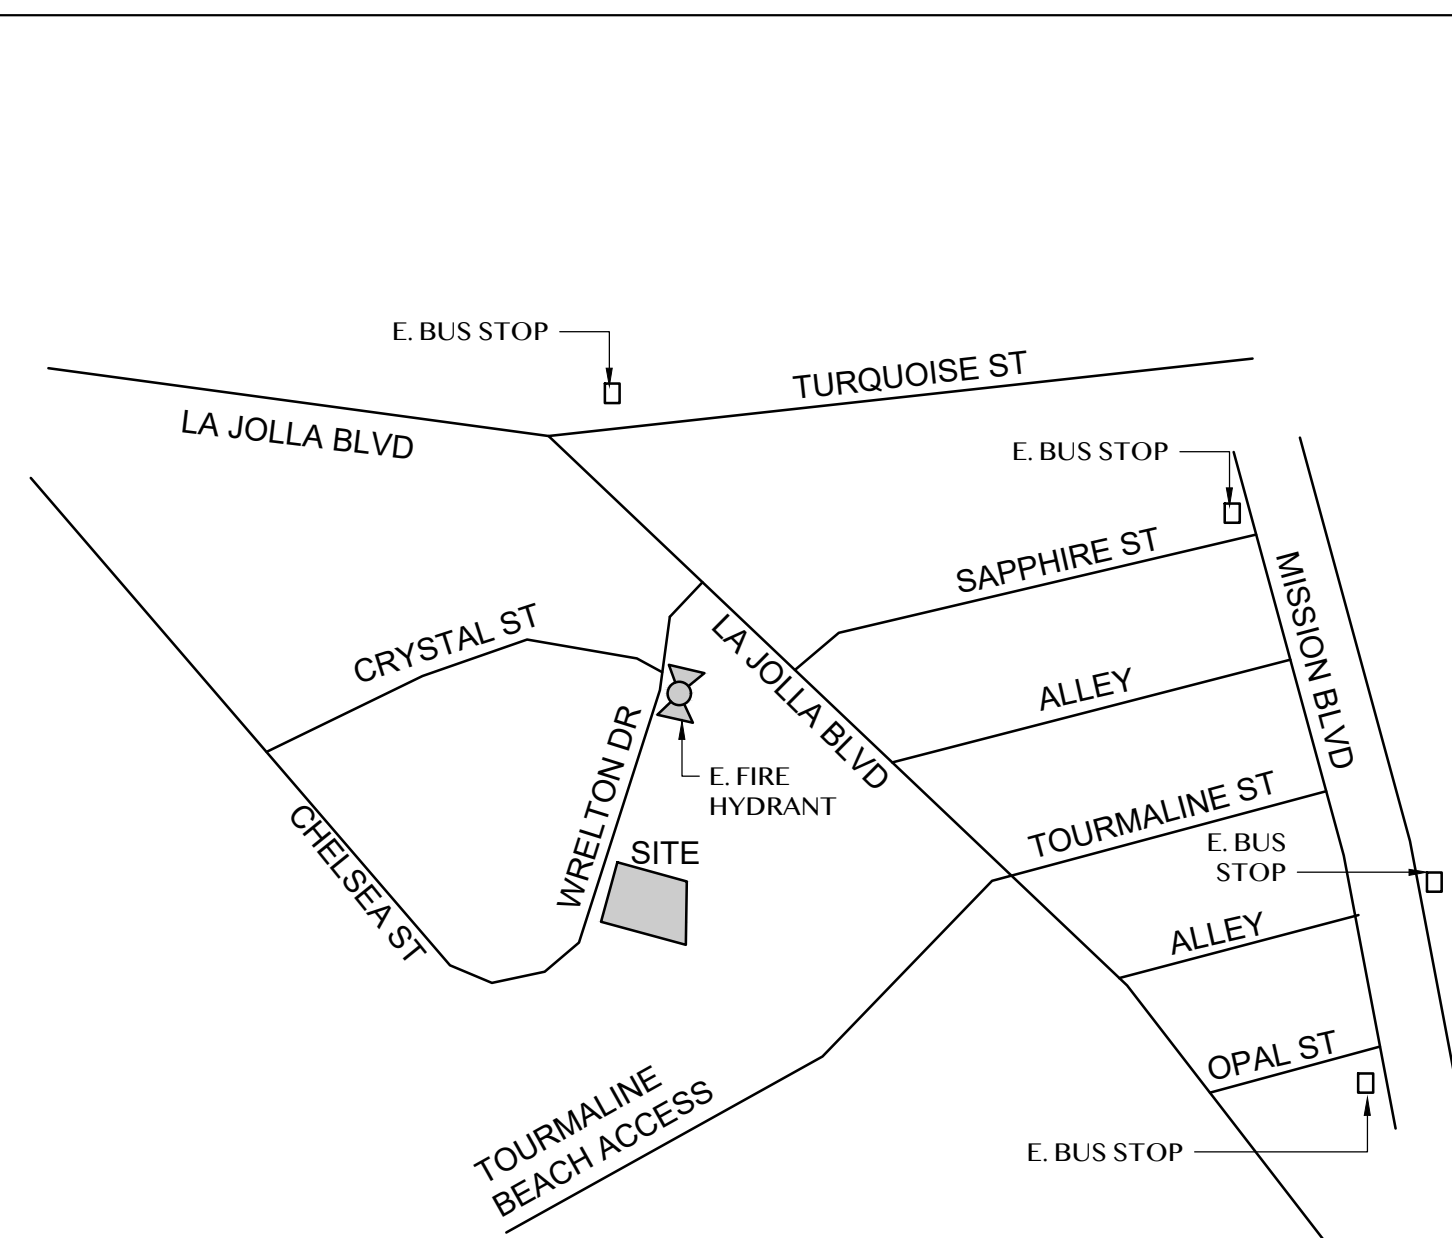 E. BUS STOP
TURQUOISE ST
LA JOLLA BLVD
E. BUS STOP
SAPPHIRE ST
MISSION BLVD
CRYSTAL ST
LA JOLLA BLVD
ALLEY
WRELTON DR
E. FIRE
HYDRANT
TOURMALINE ST
CHELSEA ST
SITE
E. BUS
STOP
ALLEY
OPAL ST
TOURMALINE
BEACH ACCESS
E. BUS STOP